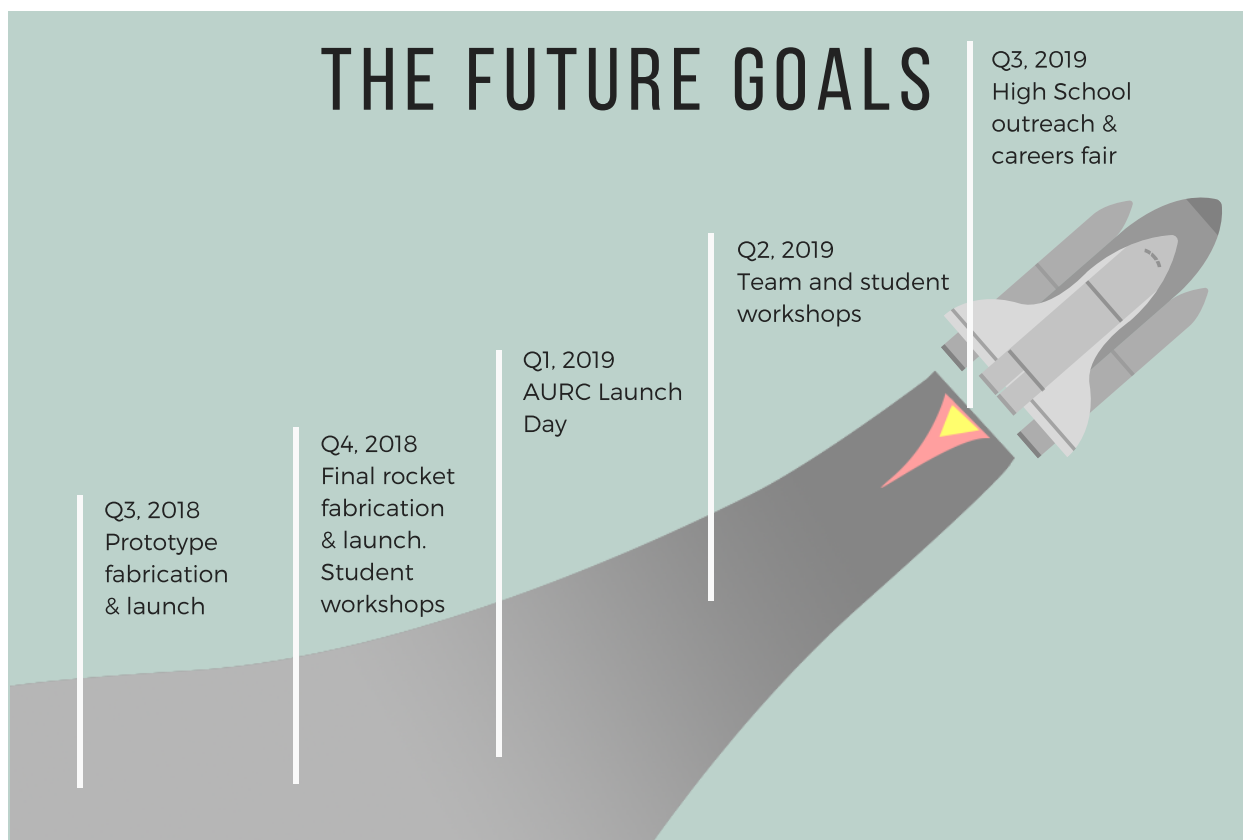 THE FUTURE GOALS
Q3, 2018
Prototype
fabrication
& launch
Q4, 2018
Final rocket
fabrication
& launch.
Student
workshops
Q1, 2019
AURC Launch
Day
Q2, 2019
Team and student
workshops
Q3, 2019
High School
outreach &
careers fair